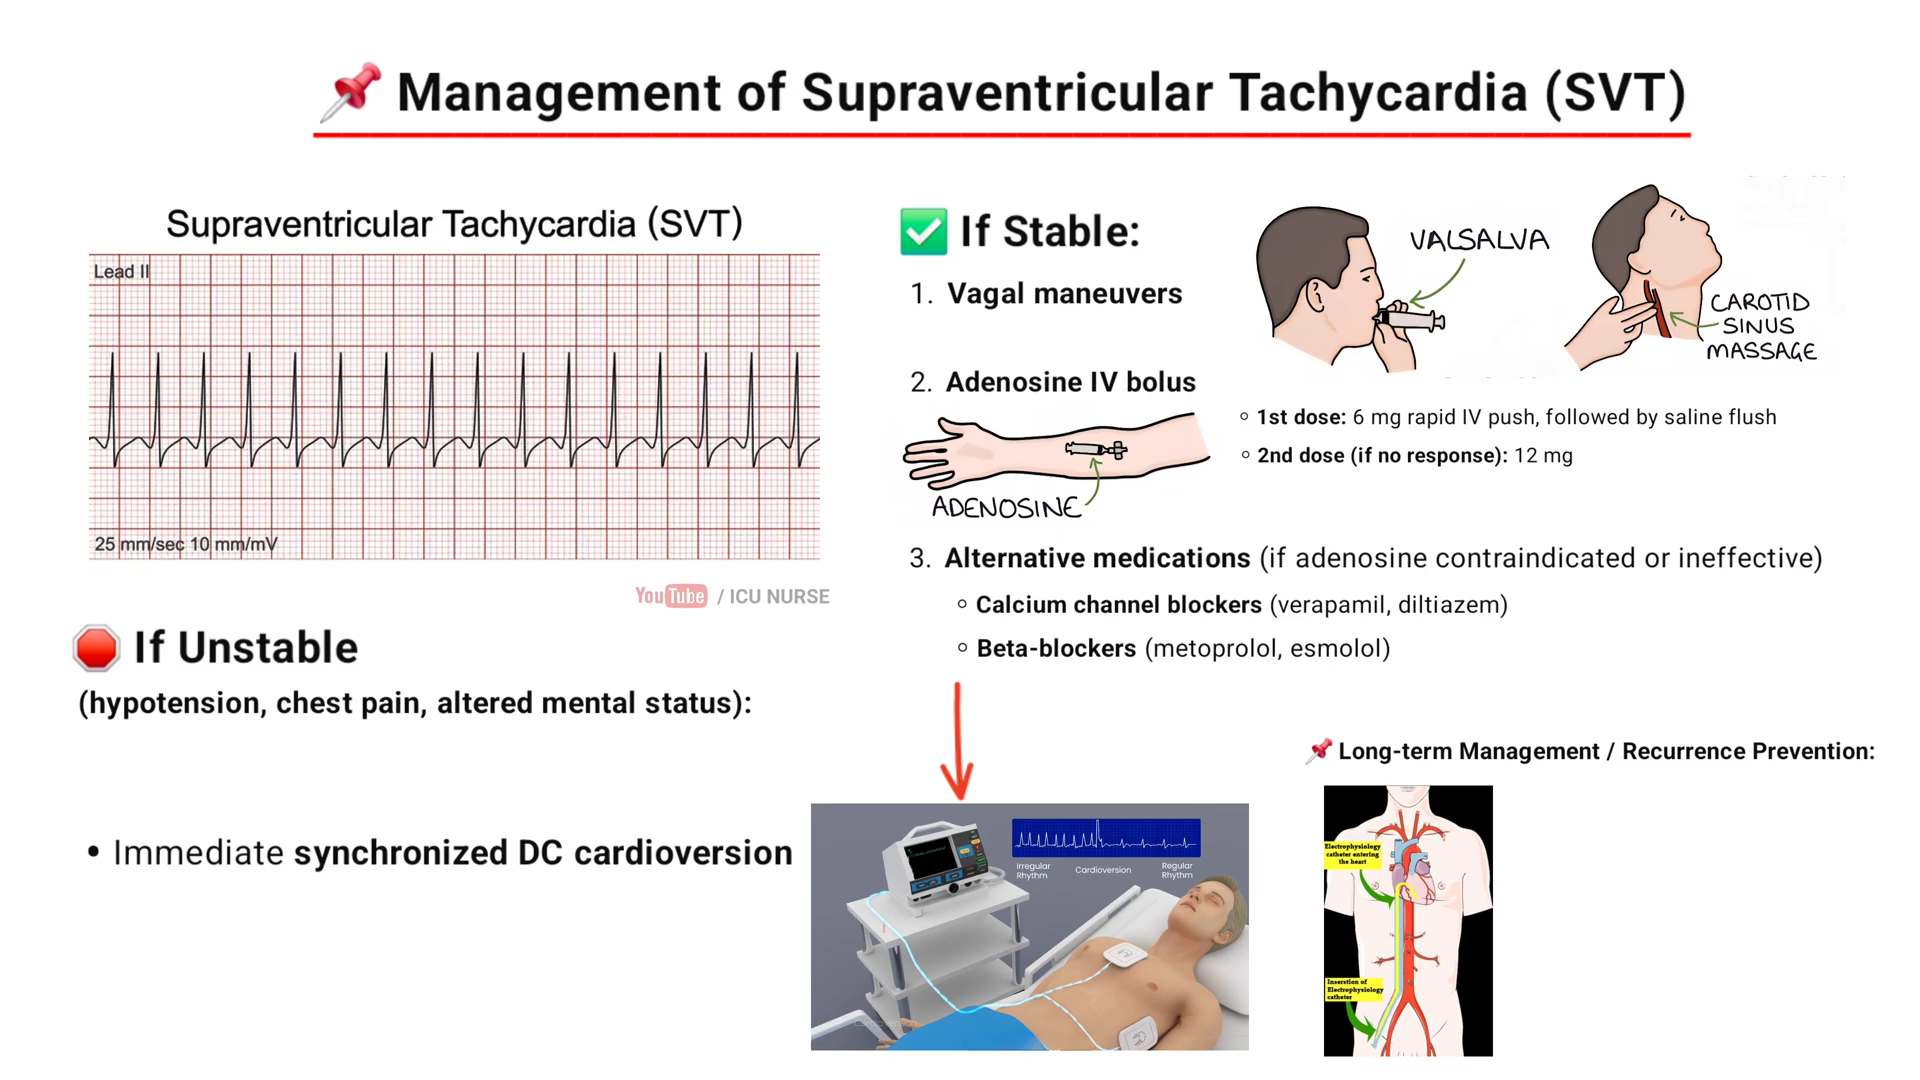 Management of Supraventricular Tachycardia (SVT)
Supraventricular Tachycardia (SVT)
Lead II
25 mm/sec 10 mm/mV
YouTube / ICU NURSE
If Unstable
(hypotension, chest pain, altered mental status):
• Immediate synchronized DC cardioversion
If Stable:
1. Vagal maneuvers
VALSALVA
CAROTID
SINUS
MASSAGE
2. Adenosine IV bolus
ADENOSINE
◦ 1st dose: 6 mg rapid IV push, followed by saline flush
◦ 2nd dose (if no response): 12 mg
3. Alternative medications (if adenosine contraindicated or ineffective)
◦ Calcium channel blockers (verapamil, diltiazem)
◦ Beta-blockers (metoprolol, esmolol)
Irregular
Rhythm
Cardioversion
Regular
Rhythm
Long-term Management / Recurrence Prevention:
Electrophysiology
catheter entering
the heart
Inserstion of
Electrophysiology
catheter